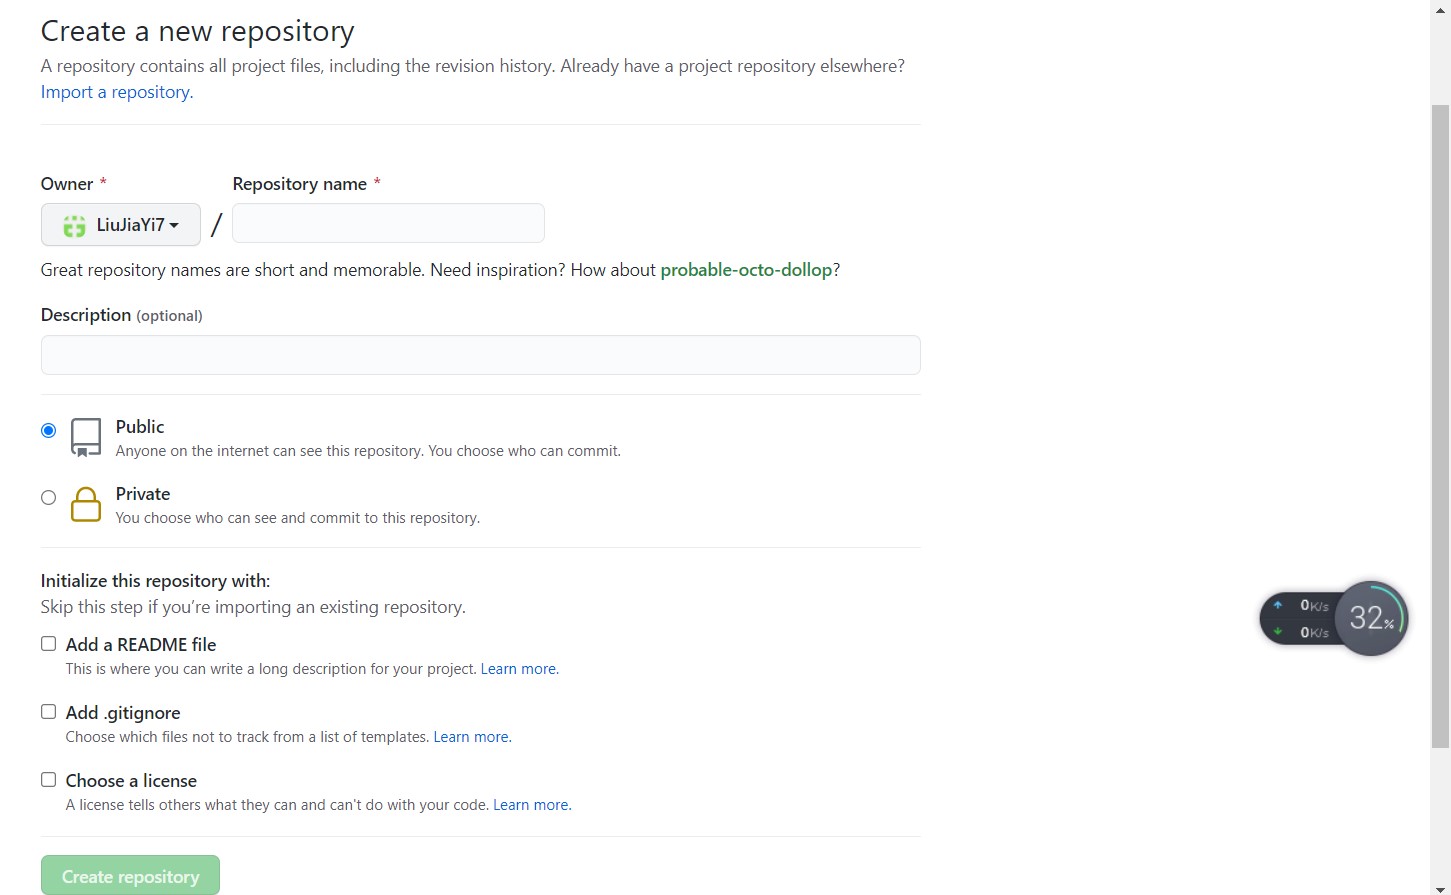 Create a new repository
A repository contains all project files, including the revision history. Already have a project repository elsewhere?
Import a repository.
Owner *
Repository name *
LiuJiaYi7
/
Great repository names are short and memorable. Need inspiration? How about probable-octo-dollop?
Description (optional)
Public
Anyone on the internet can see this repository. You choose who can commit.
Private
You choose who can see and commit to this repository.
Initialize this repository with:
Skip this step if you’re importing an existing repository.
Add a README file
This is where you can write a long description for your project. Learn more.
Add .gitignore
Choose which files not to track from a list of templates. Learn more.
Choose a license
A license tells others what they can and can't do with your code. Learn more.
Create repository
0K/s
0K/s
32%